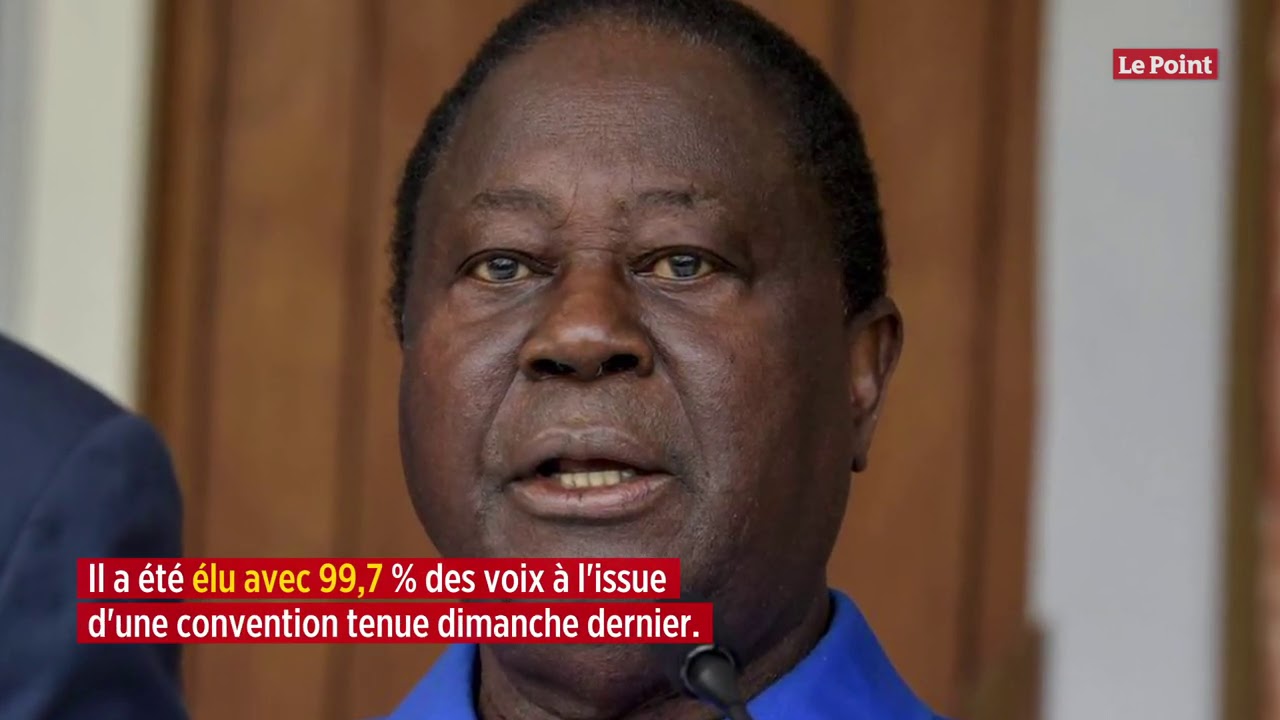 Le Point
Il a été élu avec 99,7 % des voix à l'issue
d'une convention tenue dimanche dernier.